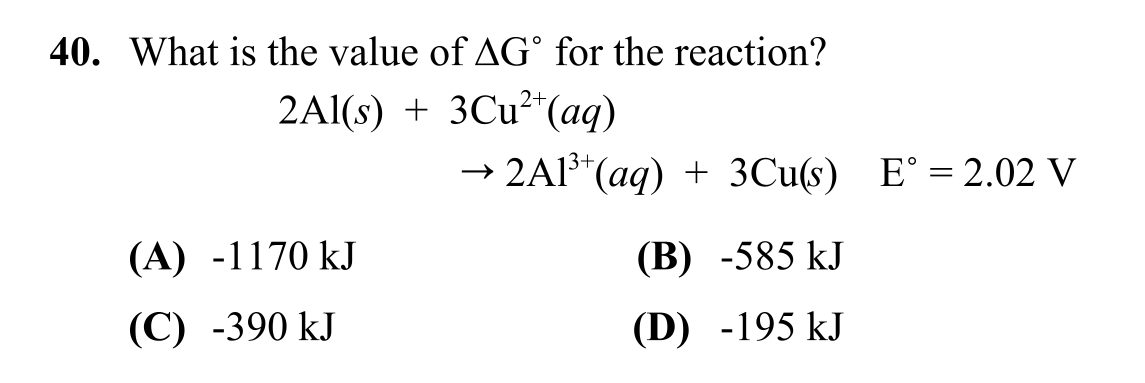 40. What is the value of ΔG° for the reaction?
2Al(s) + 3Cu²⁺(aq)
→ 2Al³⁺(aq) + 3Cu(s) E° = 2.02 V
(A) -1170 kJ (B) -585 kJ
(C) -390 kJ (D) -195 kJ